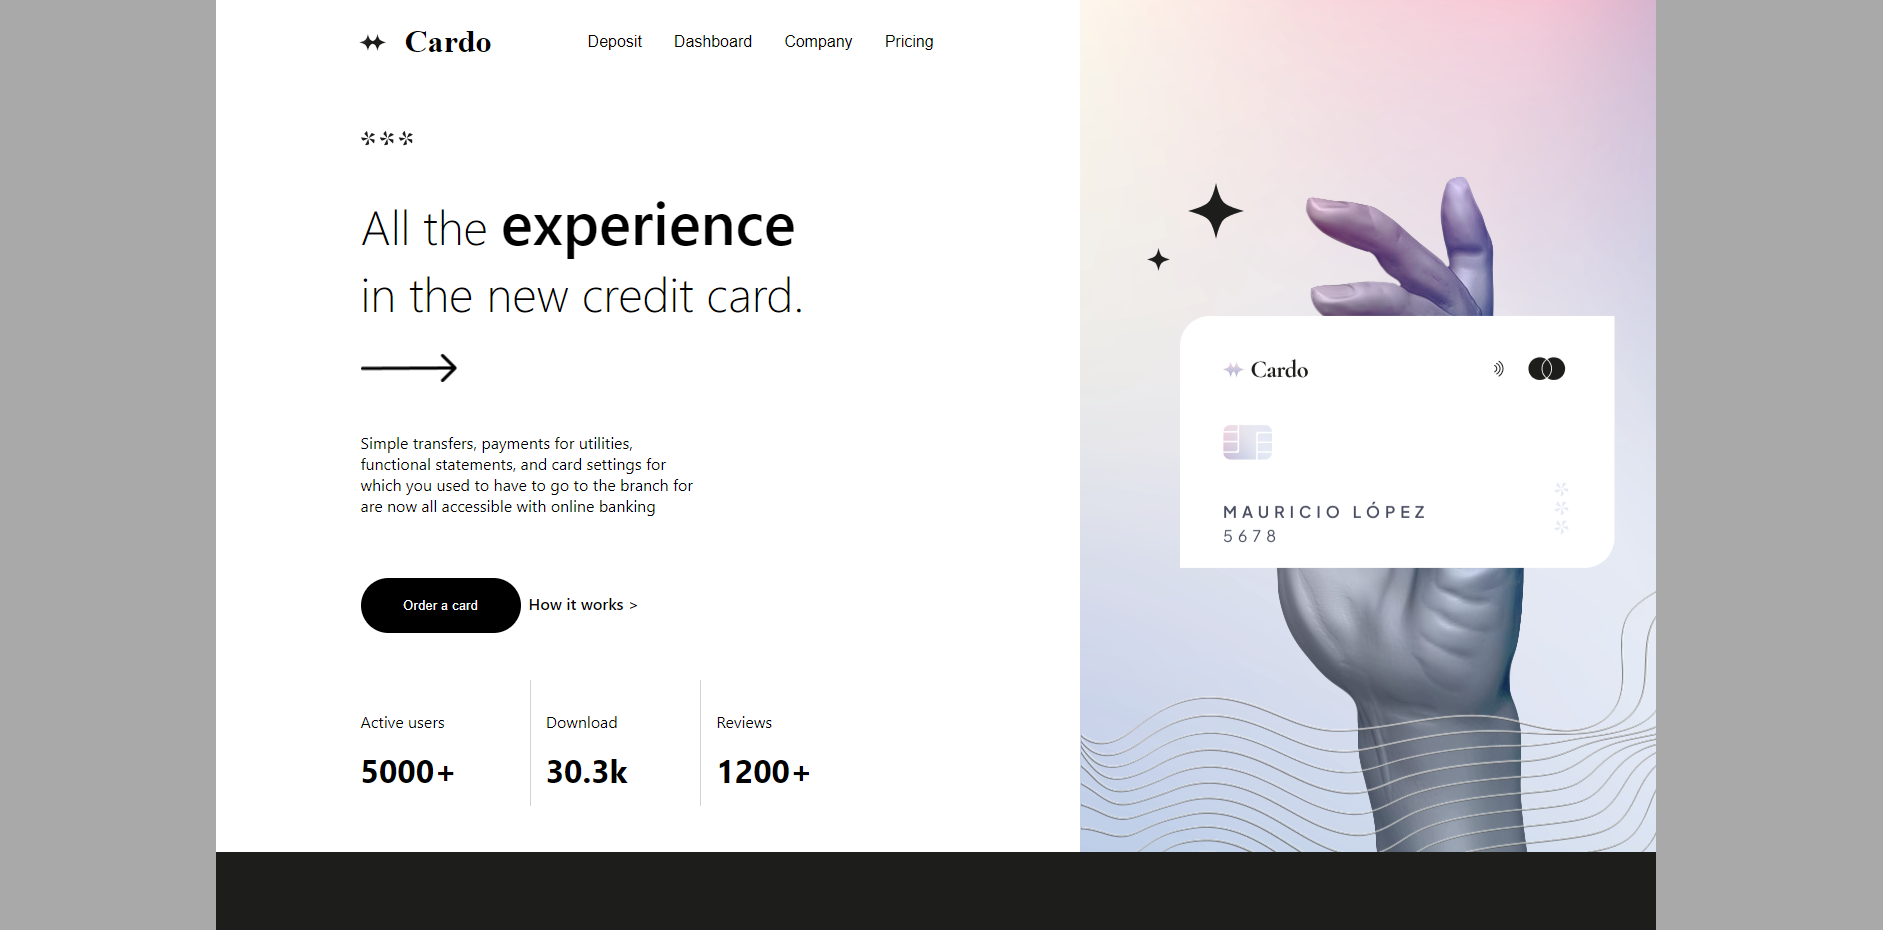 Cardo
Deposit Dashboard Company Pricing
All the experience
in the new credit card.
Simple transfers, payments for utilities,
functional statements, and card settings for
which you used to have to go to the branch for
are now all accessible with online banking
Order a card How it works >
Active users Download Reviews
5000+ 30.3k 1200+
Cardo
MAURICIO LÓPEZ
5678